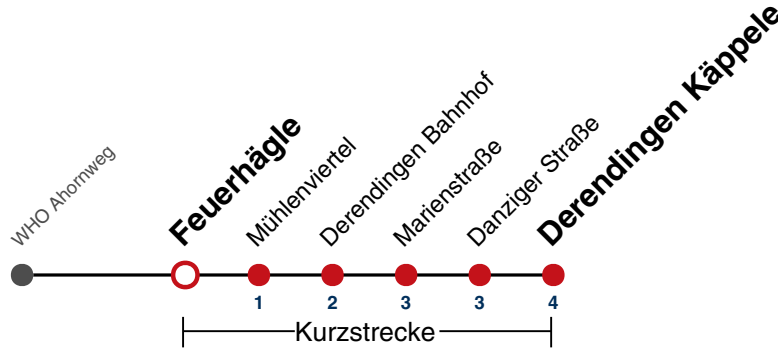 WHO Ahornweg
Feuerhägle
Mühlenviertel
Derendingen Bahnhof
Marienstraße
Danziger Straße
Derendingen Käppele
1 2 3 3 4
Kurzstrecke